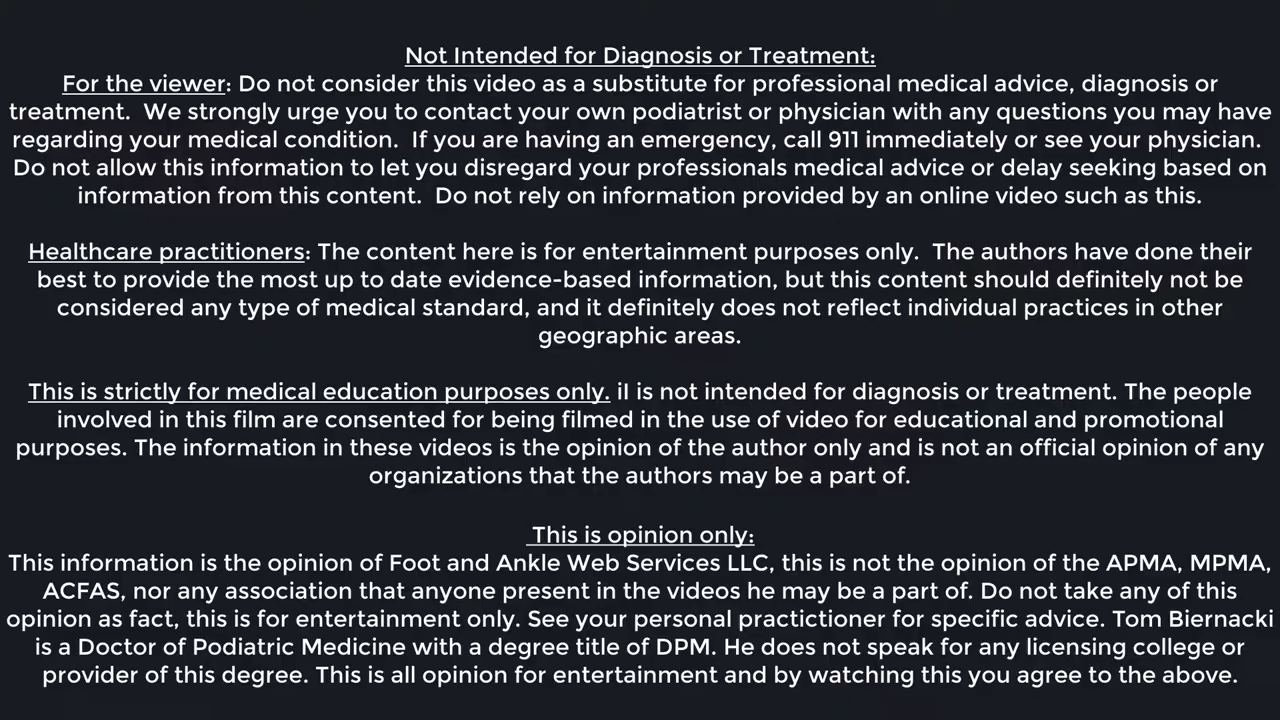 Not Intended for Diagnosis or Treatment:
For the viewer: Do not consider this video as a substitute for professional medical advice, diagnosis or
treatment.  We strongly urge you to contact your own podiatrist or physician with any questions you may have
regarding your medical condition.  If you are having an emergency, call 911 immediately or see your physician.
Do not allow this information to let you disregard your professionals medical advice or delay seeking based on
information from this content.  Do not rely on information provided by an online video such as this.
Healthcare practitioners: The content here is for entertainment purposes only.  The authors have done their
best to provide the most up to date evidence-based information, but this content should definitely not be
considered any type of medical standard, and it definitely does not reflect individual practices in other
geographic areas.
This is strictly for medical education purposes only. iI is not intended for diagnosis or treatment. The people
involved in this film are consented for being filmed in the use of video for educational and promotional
purposes. The information in these videos is the opinion of the author only and is not an official opinion of any
organizations that the authors may be a part of.
This is opinion only:
This information is the opinion of Foot and Ankle Web Services LLC, this is not the opinion of the APMA, MPMA,
ACFAS, nor any association that anyone present in the videos he may be a part of. Do not take any of this
opinion as fact, this is for entertainment only. See your personal practictioner for specific advice. Tom Biernacki
is a Doctor of Podiatric Medicine with a degree title of DPM. He does not speak for any licensing college or
provider of this degree. This is all opinion for entertainment and by watching this you agree to the above.